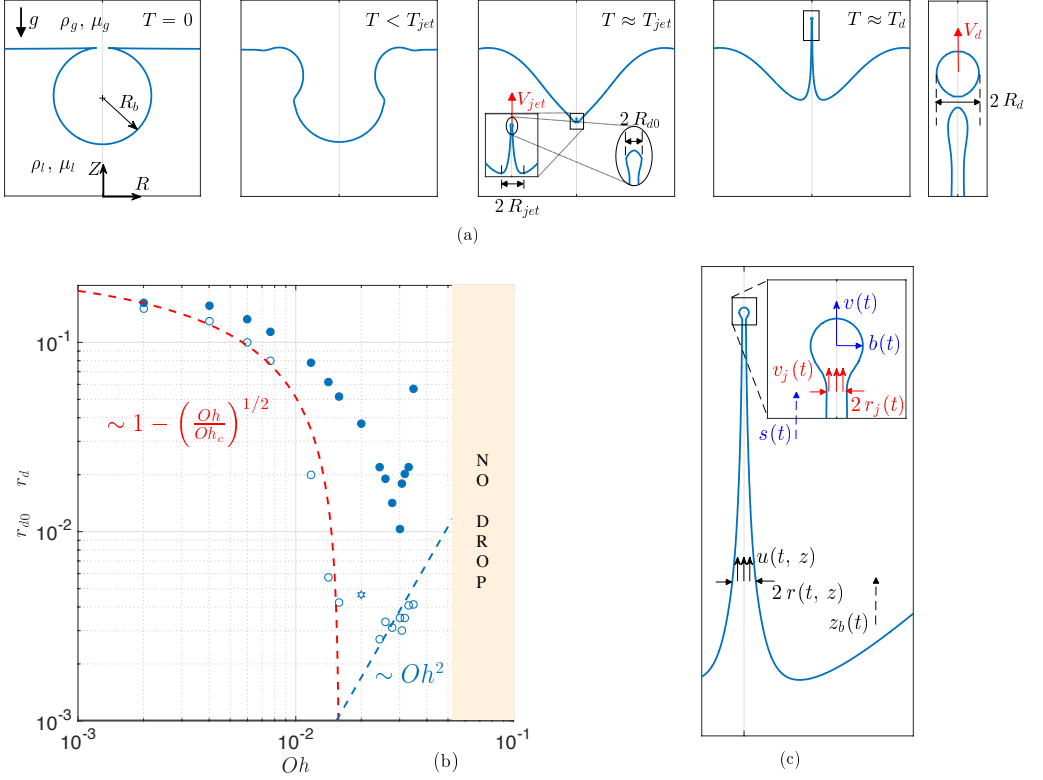 g ρ_g, μ_g T = 0
R_b
ρ_l, μ_l Z
R
T < T_jet
T ≈ T_jet
V_jet
2 R_d0
2 R_jet
T ≈ T_d
V_d
2 R_d
(a)
10^-1
10^-2
10^-3
r_d0 r_d
~ 1 − (Oh/Oh_c)^1/2
NO DROP
~ Oh^2
10^-3 10^-2 10^-1
Oh
(b)
v(t)
b(t)
v_j(t)
2 r_j(t)
s(t)
u(t, z)
2 r(t, z)
z_b(t)
(c)